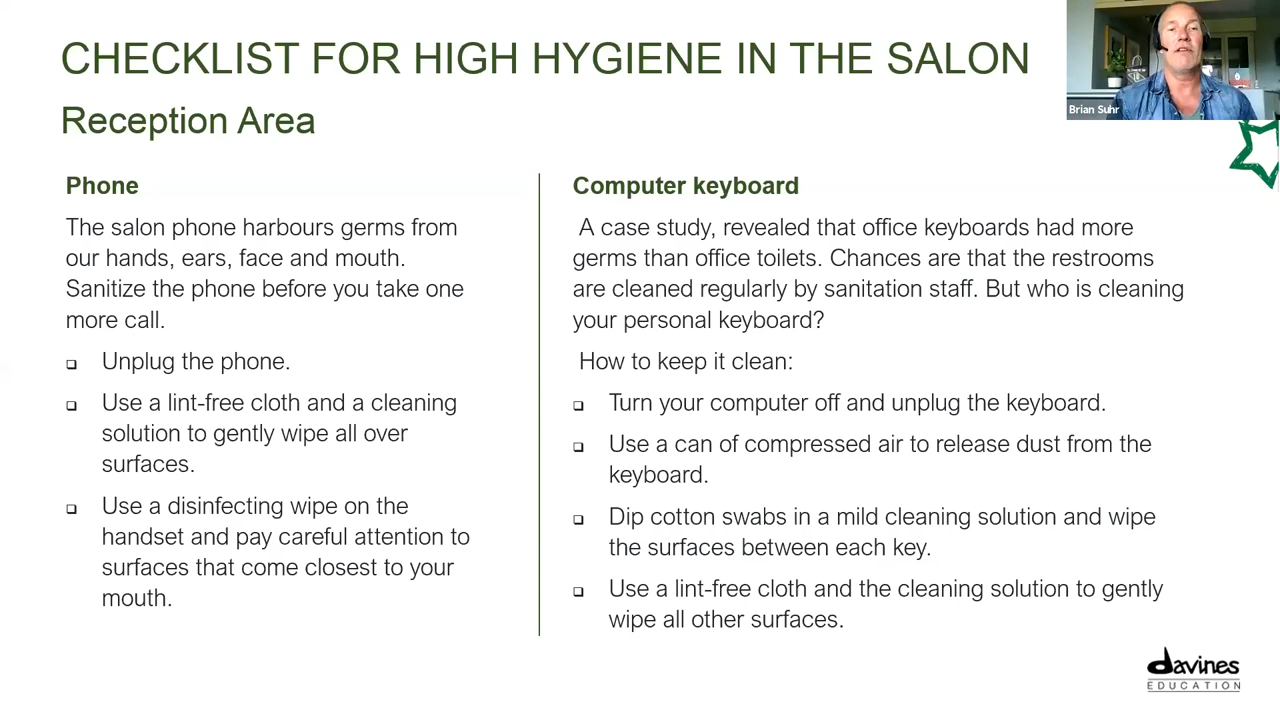 CHECKLIST FOR HIGH HYGIENE IN THE SALON
Reception Area
Brian Suhr
Phone
The salon phone harbours germs from
our hands, ears, face and mouth.
Sanitize the phone before you take one
more call.
Unplug the phone.
Use a lint-free cloth and a cleaning
solution to gently wipe all over
surfaces.
Use a disinfecting wipe on the
handset and pay careful attention to
surfaces that come closest to your
mouth.
Computer keyboard
A case study, revealed that office keyboards had more
germs than office toilets. Chances are that the restrooms
are cleaned regularly by sanitation staff. But who is cleaning
your personal keyboard?
How to keep it clean:
Turn your computer off and unplug the keyboard.
Use a can of compressed air to release dust from the
keyboard.
Dip cotton swabs in a mild cleaning solution and wipe
the surfaces between each key.
Use a lint-free cloth and the cleaning solution to gently
wipe all other surfaces.
davines
EDUCATION